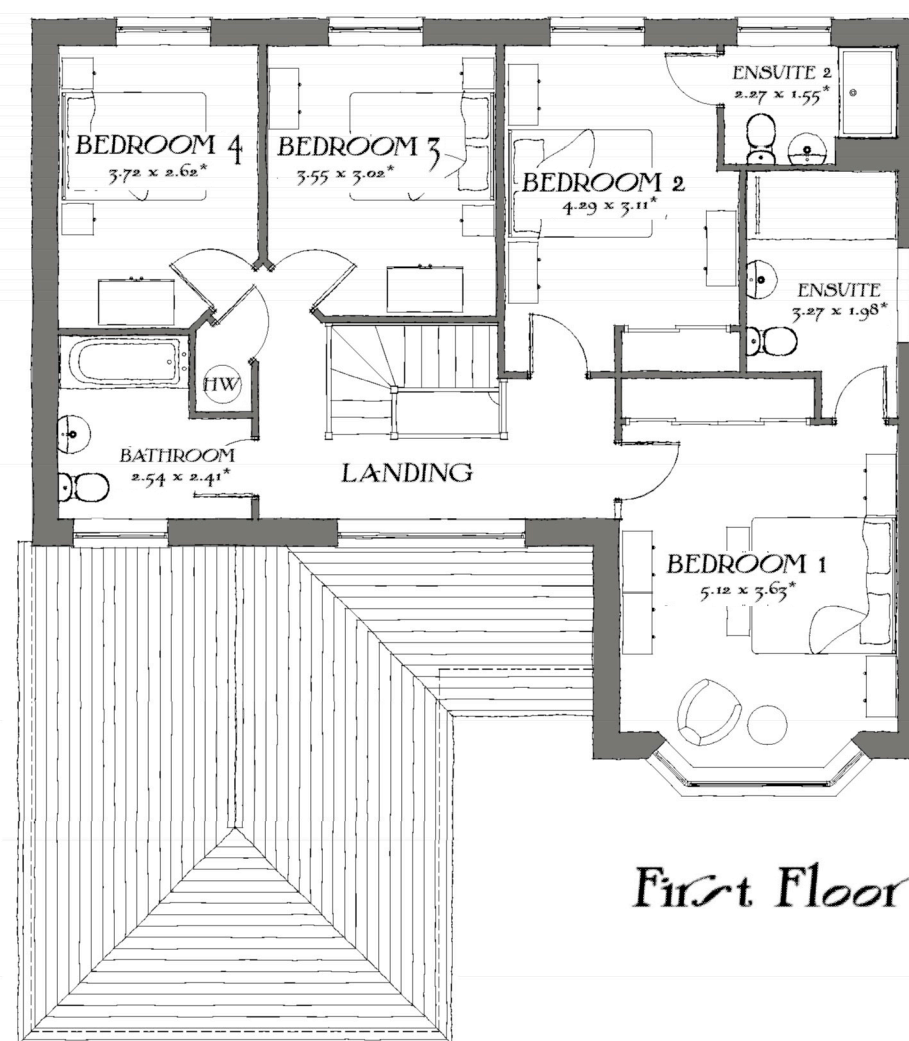 BEDROOM 4
3.72 x 2.62*
BEDROOM 3
3.55 x 3.02*
BEDROOM 2
4.29 x 3.11*
ENSUITE 2
2.27 x 1.55*
ENSUITE
3.27 x 1.98*
HW
BATHROOM
2.54 x 2.41*
LANDING
BEDROOM 1
5.12 x 3.63*
First Floor